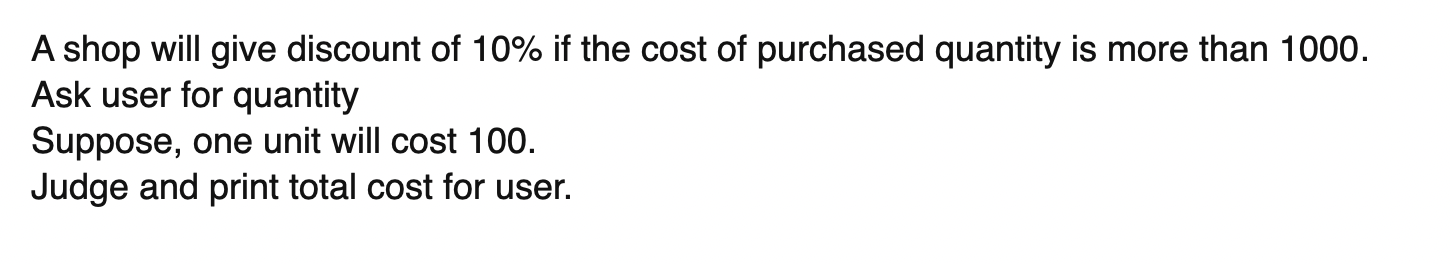 A shop will give discount of 10% if the cost of purchased quantity is more than 1000.
Ask user for quantity
Suppose, one unit will cost 100.
Judge and print total cost for user.